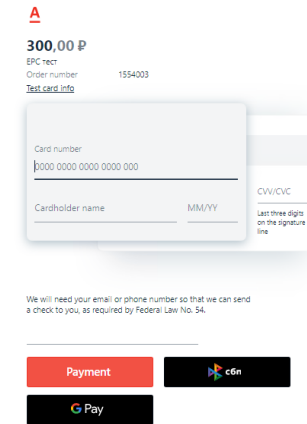 A
300,00 ₽
ЕРС тест
Order number 1554003
Test card info
Card number
0000 0000 0000 0000 000
Cardholder name MM/YY
CVV/CVC
Last three digits
on the signature
line
We will need your email or phone number so that we can send
a check to you, as required by Federal Law No. 54.
Payment
сбп
G Pay